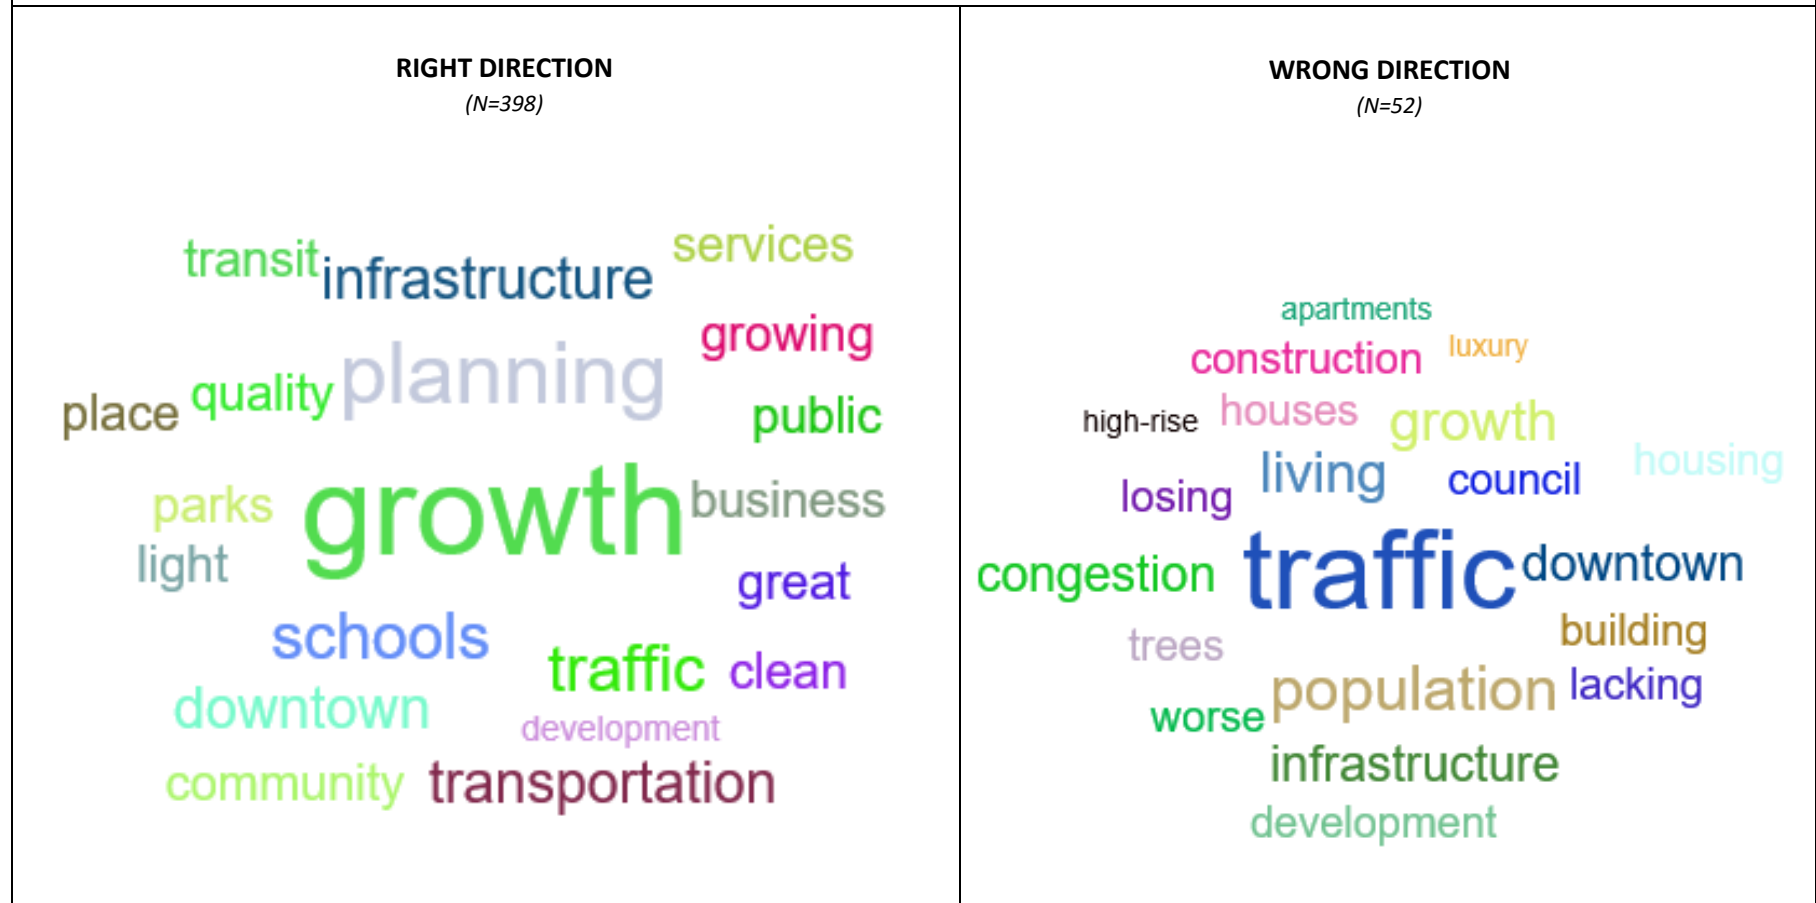 RIGHT DIRECTION
(N=398)
transit infrastructure services
growing
planning
place quality public
parks growth business
light great
schools
traffic clean
downtown development
community transportation
WRONG DIRECTION
(N=52)
apartments
construction luxury
high-rise houses growth
living council housing
losing
congestion traffic downtown
trees building
population lacking
worse
infrastructure
development